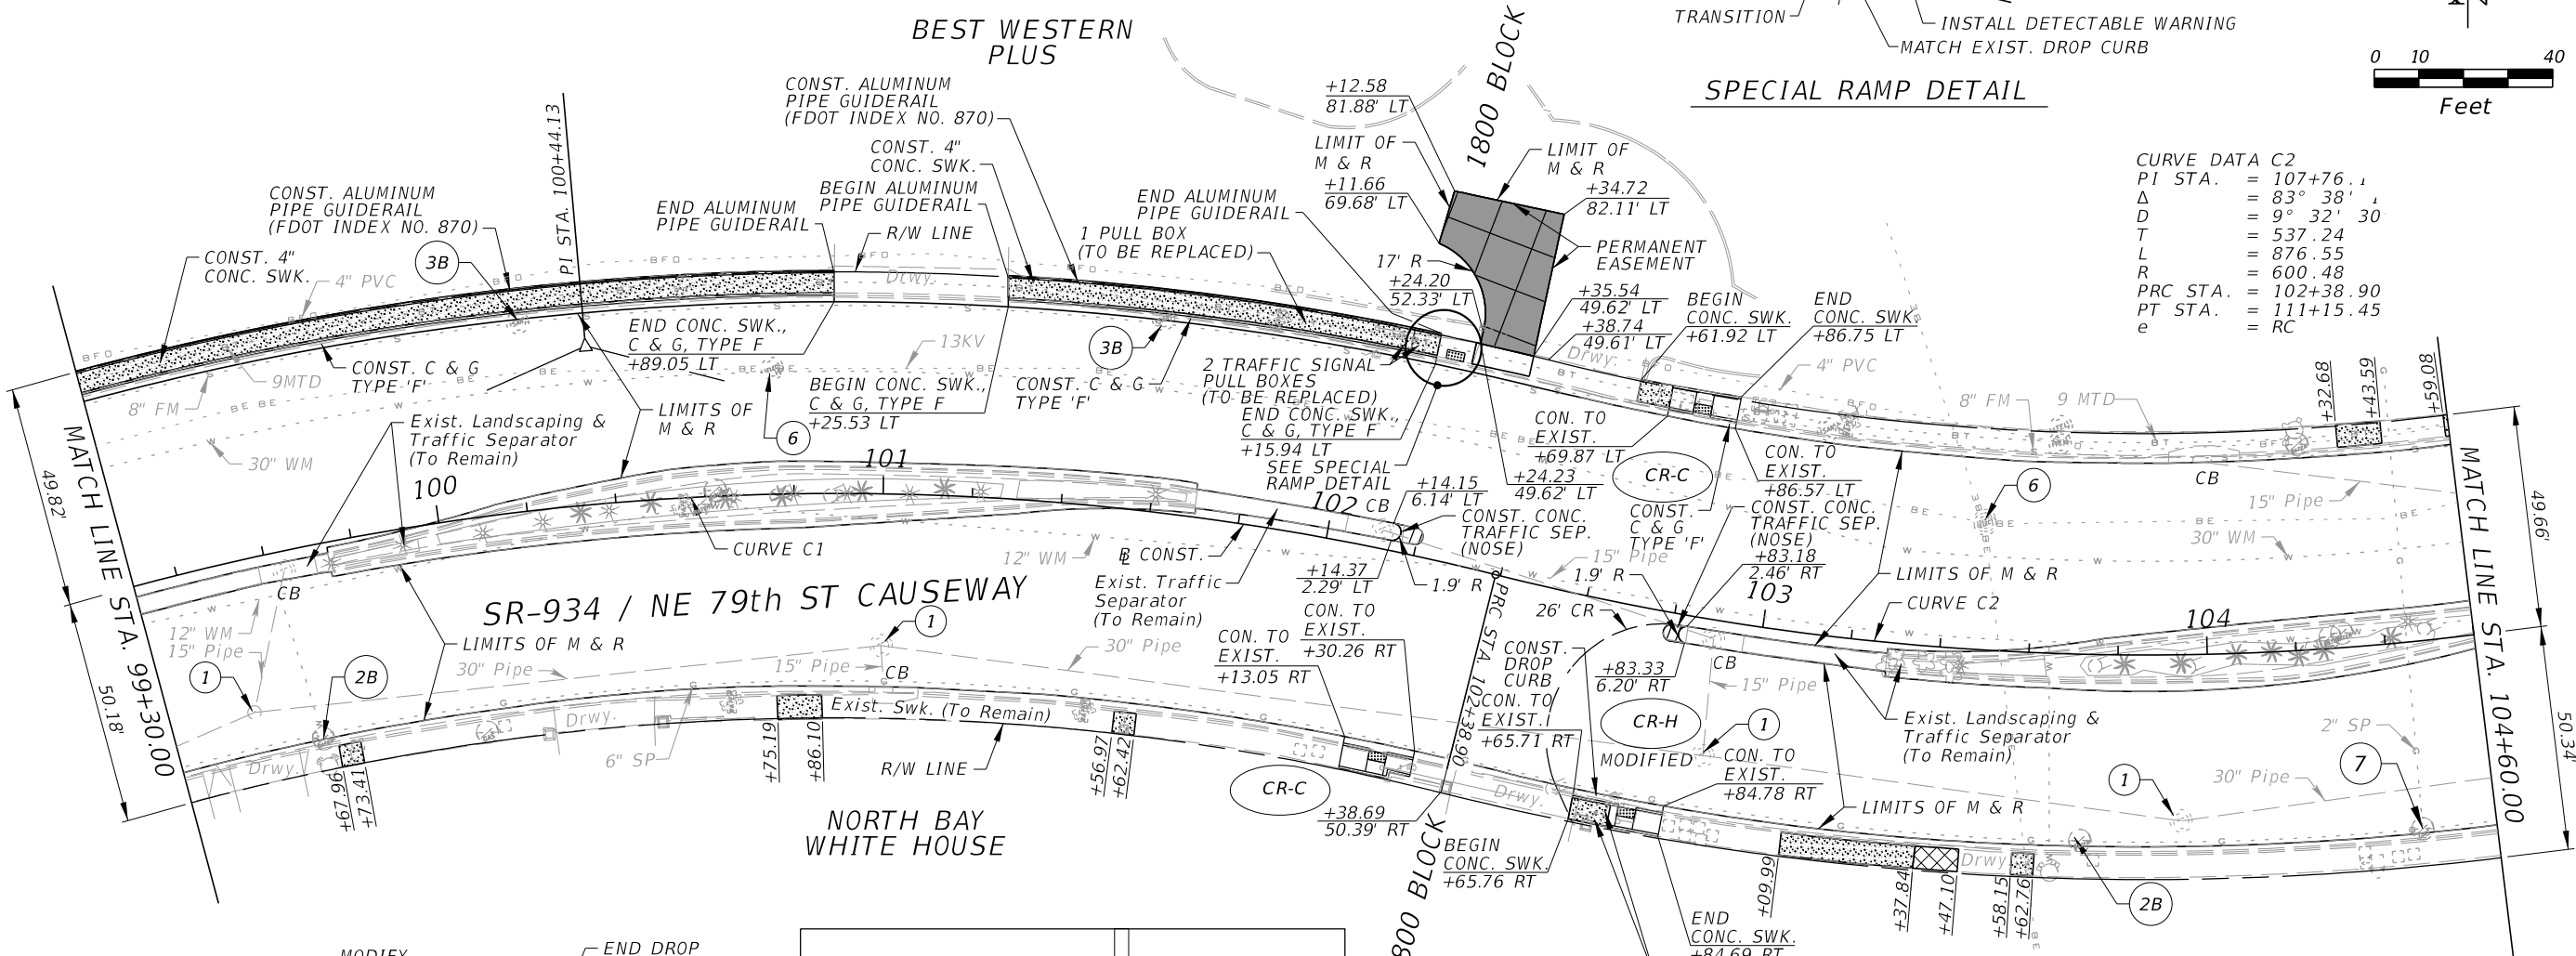 BEST WESTERN
PLUS
TRANSITION
INSTALL DETECTABLE WARNING
MATCH EXIST. DROP CURB
SPECIAL RAMP DETAIL
0 10 40
Feet
CURVE DATA C2
PI STA. = 107+76.
Δ = 83° 38'
D = 9° 32' 30
T = 537.24
L = 876.55
R = 600.48
PRC STA. = 102+38.90
PT STA. = 111+15.45
e = RC
1800 BLOCK
+12.58
81.88' LT
LIMIT OF
M & R
+11.66
69.68' LT
LIMIT OF
M & R
+34.72
82.11' LT
PERMANENT
EASEMENT
17' R
+24.20
52.33' LT
+35.54
49.62' LT
+38.74
49.61' LT
CONST. ALUMINUM
PIPE GUIDERAIL
(FDOT INDEX NO. 870)
CONST. 4"
CONC. SWK.
BEGIN ALUMINUM
PIPE GUIDERAIL
END ALUMINUM
PIPE GUIDERAIL
1 PULL BOX
(TO BE REPLACED)
R/W LINE
END ALUMINUM
PIPE GUIDERAIL
PI STA. 100+44.13
CONST. ALUMINUM
PIPE GUIDERAIL
(FDOT INDEX NO. 870)
3B
CONST. 4"
CONC. SWK.
4" PVC
BFO
Drwy.
BEGIN
CONC. SWK.
+61.92 LT
END
CONC. SWK.
+86.75 LT
4" PVC
END CONC. SWK.,
C & G, TYPE F
+89.05 LT
13KV
3B
CONST. C & G
TYPE 'F'
9MTD
8" FM
30" WM
Exist. Landscaping &
Traffic Separator
(To Remain)
LIMITS OF
M & R
BEGIN CONC. SWK.,
C & G, TYPE F
+25.53 LT
6
CONST. C & G
TYPE 'F'
2 TRAFFIC SIGNAL
PULL BOXES
(TO BE REPLACED)
END CONC. SWK.,
C & G, TYPE F
+15.94 LT
SEE SPECIAL
RAMP DETAIL
Drwy.
CON. TO
EXIST.
+69.87 LT
+24.23
49.62' LT
CR-C
CONST.
C & G
TYPE 'F'
CON. TO
EXIST.
+86.57 LT
CONST. CONC.
TRAFFIC SEP.
(NOSE)
+83.18
2.46' RT
8" FM
9 MTD
6
CB
15" Pipe
30" WM
+32.68
+43.59
+59.08
MATCH LINE STA. 99+30.00
49.82'
50.18'
100
101
102
103
104
CURVE C1
CB
+14.15
6.14' LT
CONST. CONC.
TRAFFIC SEP.
(NOSE)
12" WM
B CONST.
Exist. Traffic
Separator
(To Remain)
+14.37
2.29' LT
1.9' R
15" Pipe
1.9' R
26' CR
LIMITS OF M & R
CURVE C2
MATCH LINE STA. 104+60.00
49.66'
50.34'
CB
12" WM
15" Pipe
SR-934 / NE 79th ST CAUSEWAY
LIMITS OF M & R
1
2B
30" Pipe
15" Pipe
CB
1
30" Pipe
CON. TO
EXIST.
+13.05 RT
CON. TO
EXIST.
+30.26 RT
PRC STA. 102+38.90
CONST.
DROP
CURB
CON. TO
EXIST.
+65.71 RT
+83.33
6.20' RT
CR-H
MODIFIED
1
CB
15" Pipe
CON. TO
EXIST.
+84.78 RT
Exist. Landscaping &
Traffic Separator
(To Remain)
2" SP
1
30" Pipe
7
LIMITS OF M & R
Drwy.
Drwy.
6" SP
Exist. Swk. (To Remain)
R/W LINE
+67.96
+73.41
+75.19
+86.10
+56.97
+62.42
NORTH BAY
WHITE HOUSE
CR-C
+38.69
50.39' RT
Drwy.
BEGIN
CONC. SWK.
+65.76 RT
800 BLOCK
END
CONC. SWK.
+84.69 RT
+09.99
Drwy.
+37.84
+47.10
+58.15
+62.76
2B
MODIFY
END DROP